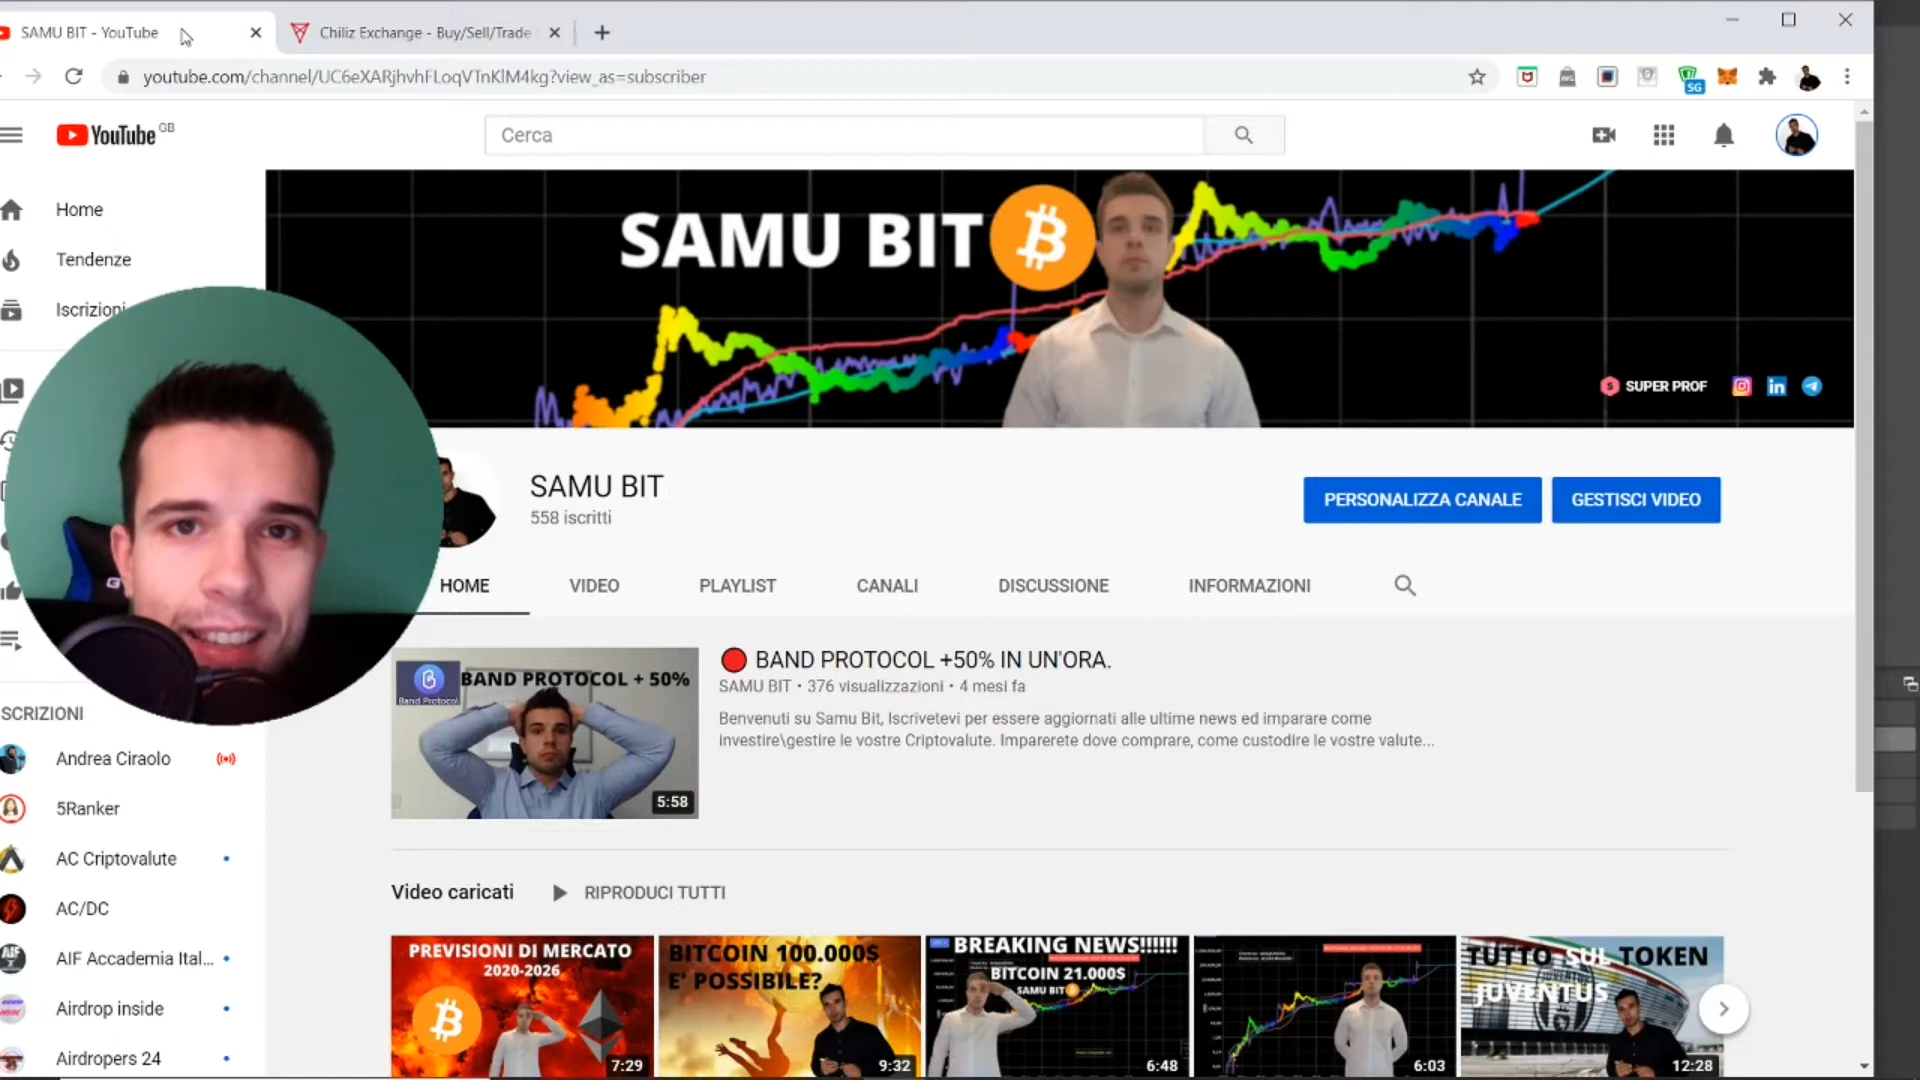 SAMU BIT - YouTube
Chiliz Exchange - Buy/Sell/Trade
youtube.com/channel/UC6eXARjhvhFLoqVTnKlM4kg?view_as=subscriber
SG
YouTube GB
Cerca
Home
Tendenze
Iscrizioni
SAMU BIT
SUPER PROF
SAMU BIT
558 iscritti
PERSONALIZZA CANALE
GESTISCI VIDEO
HOME
VIDEO
PLAYLIST
CANALI
DISCUSSIONE
INFORMAZIONI
BAND PROTOCOL + 50%
Band Protocol
5:58
BAND PROTOCOL +50% IN UN'ORA.
SAMU BIT • 376 visualizzazioni • 4 mesi fa
Benvenuti su Samu Bit, Iscrivetevi per essere aggiornati alle ultime news ed imparare come
investire\gestire le vostre Criptovalute. Imparerete dove comprare, come custodire le vostre valute...
SCRIZIONI
Andrea Ciraolo
5Ranker
AC Criptovalute
AC/DC
AIF Accademia Ital...
Airdrop inside
Airdropers 24
Video caricati
RIPRODUCI TUTTI
PREVISIONI DI MERCATO
2020-2026
7:29
BITCOIN 100.000$
E' POSSIBILE?
9:32
BREAKING NEWS!!!!!!
BITCOIN 21.000$
SAMU BIT
6:48
6:03
TUTTO SUL TOKEN
JUVENTUS
12:28